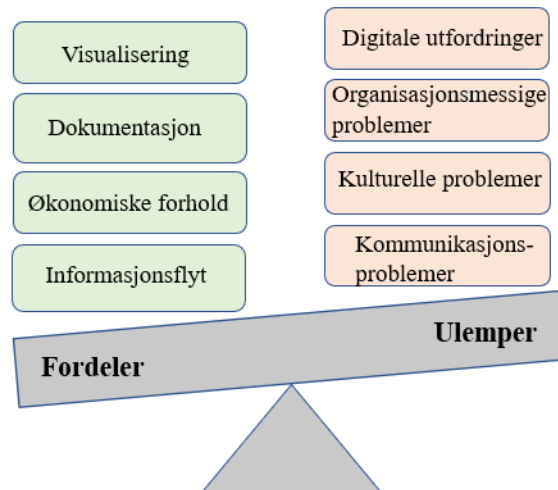 Visualisering
Dokumentasjon
Økonomiske forhold
Informasjonsflyt
Digitale utfordringer
Organisasjonsmessige
problemer
Kulturelle problemer
Kommunikasjons-
problemer
Fordeler
Ulemper